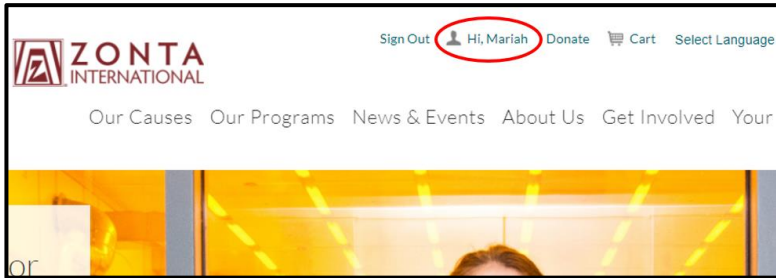 Sign Out Hi, Mariah Donate Cart Select Language
ZONTA
INTERNATIONAL
Our Causes Our Programs News & Events About Us Get Involved Your
or